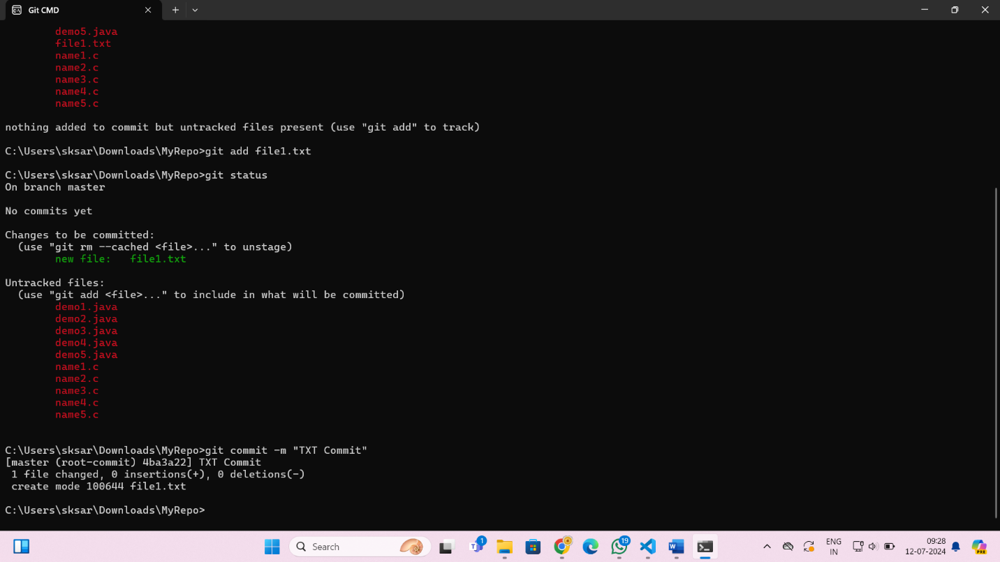 Git CMD
demo5.java
file1.txt
name1.c
name2.c
name3.c
name4.c
name5.c
nothing added to commit but untracked files present (use "git add" to track)
C:\Users\sksar\Downloads\MyRepo>git add file1.txt
C:\Users\sksar\Downloads\MyRepo>git status
On branch master
No commits yet
Changes to be committed:
(use "git rm --cached <file>..." to unstage)
new file:   file1.txt
Untracked files:
(use "git add <file>..." to include in what will be committed)
demo1.java
demo2.java
demo3.java
demo4.java
demo5.java
name1.c
name2.c
name3.c
name4.c
name5.c
C:\Users\sksar\Downloads\MyRepo>git commit -m "TXT Commit"
[master (root-commit) 4ba3a22] TXT Commit
1 file changed, 0 insertions(+), 0 deletions(-)
create mode 100644 file1.txt
C:\Users\sksar\Downloads\MyRepo>
Search
1
19
ENG
IN
09:28
12-07-2024
PRE